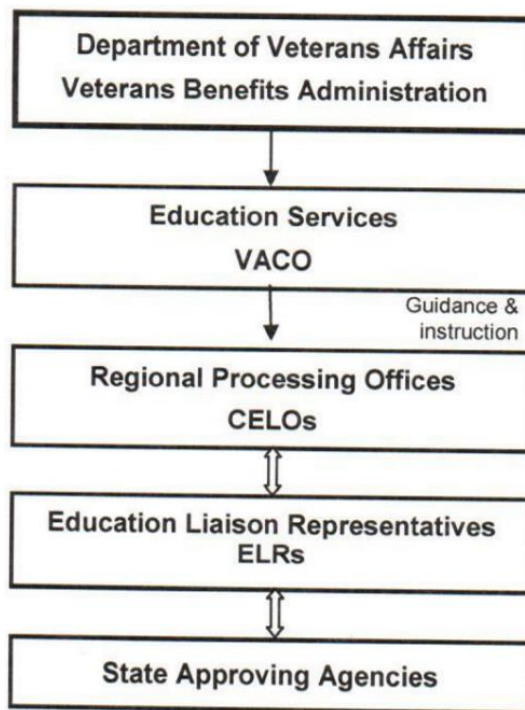 Department of Veterans Affairs
Veterans Benefits Administration
Education Services
VACO
Guidance &
instruction
Regional Processing Offices
CELOs
Education Liaison Representatives
ELRs
State Approving Agencies